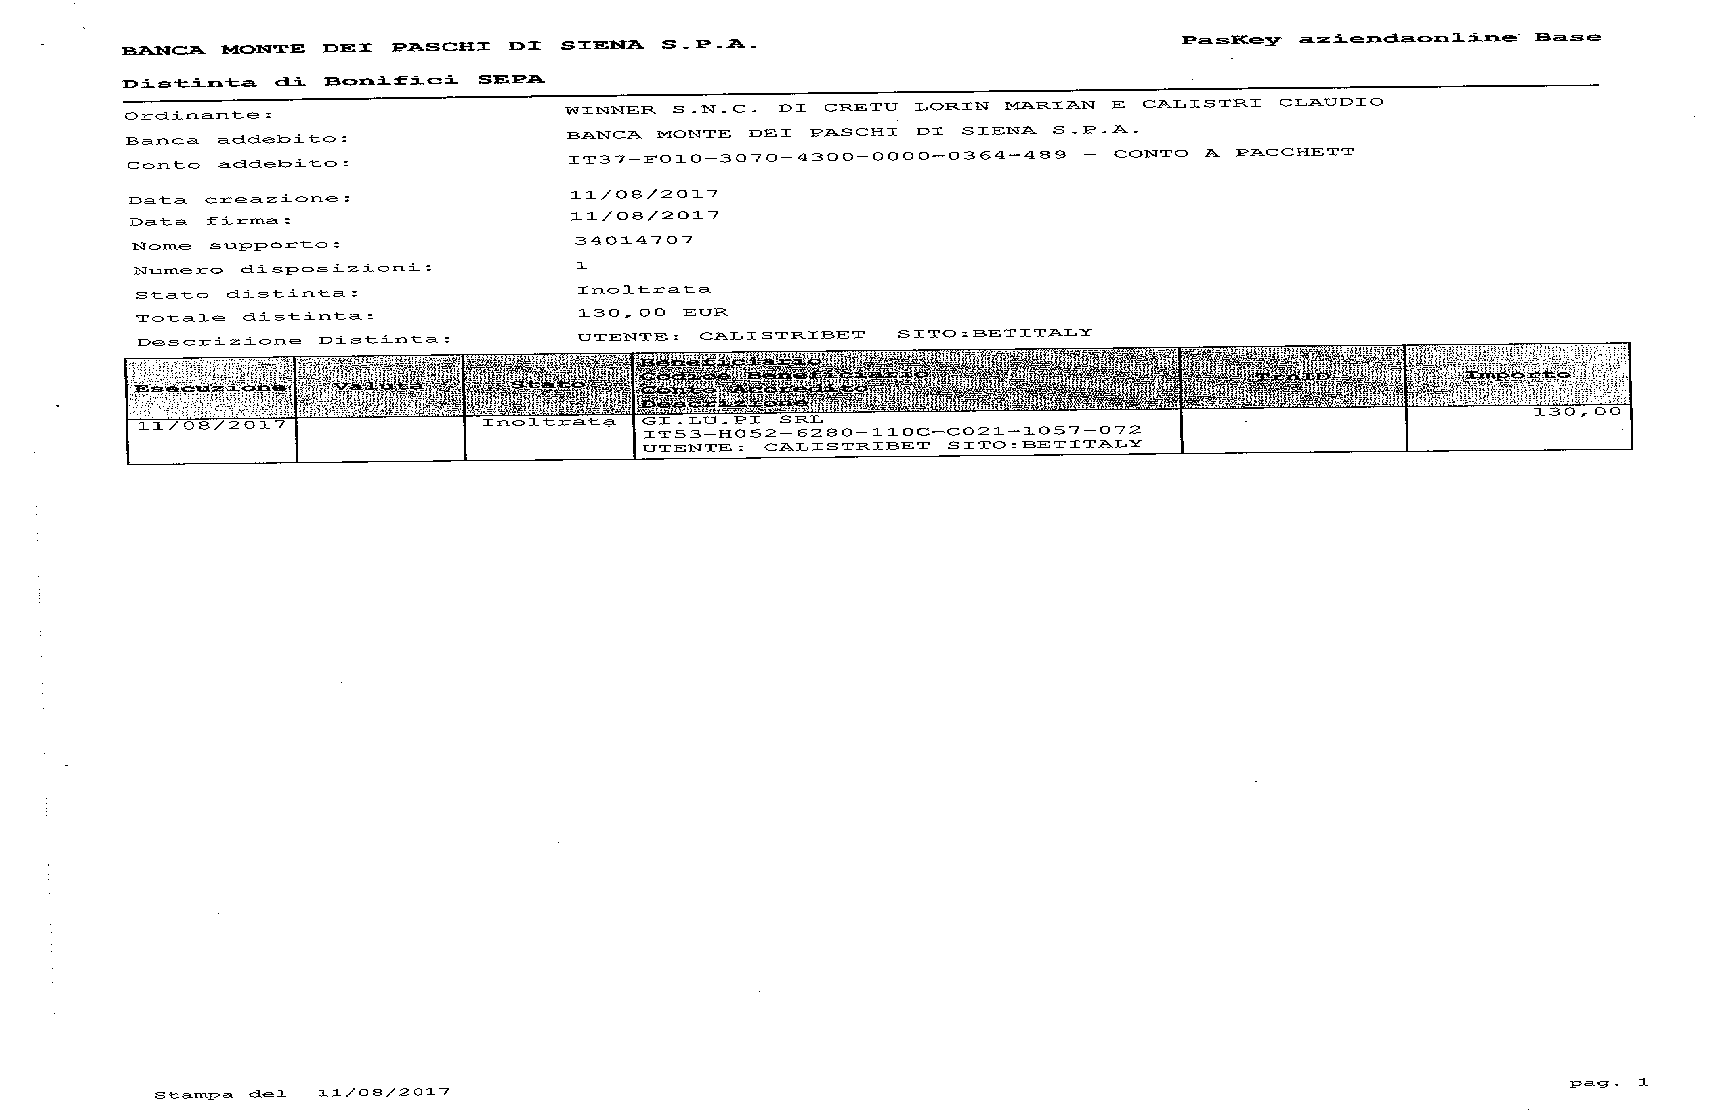 BANCA MONTE DEI PASCHI DI SIENA S.P.A. PasKey aziendaonline Base
Distinta di Bonifici SEPA
Ordinante: WINNER S.N.C. DI CRETU LORIN MARIAN E CALISTRI CLAUDIO
Banca addebito: BANCA MONTE DEI PASCHI DI SIENA S.P.A.
Conto addebito: IT37-F010-3070-4300-0000-0364-489 - CONTO A PACCHETT
Data creazione: 11/08/2017
Data firma: 11/08/2017
Nome supporto: 34014707
Numero disposizioni: 1
Stato distinta: Inoltrata
Totale distinta: 130,00 EUR
Descrizione Distinta: UTENTE: CALISTRIBET SITO:BETITALY
Beneficiario
Codice Beneficiario
Esecuzione Valuta Stato Conto Accredito Importo
Descrizione
11/08/2017 Inoltrata GI.LU.PI SRL 130,00
IT53-H052-6280-110C-C021-1057-072
UTENTE: CALISTRIBET SITO:BETITALY
Stampa del 11/08/2017 pag. 1